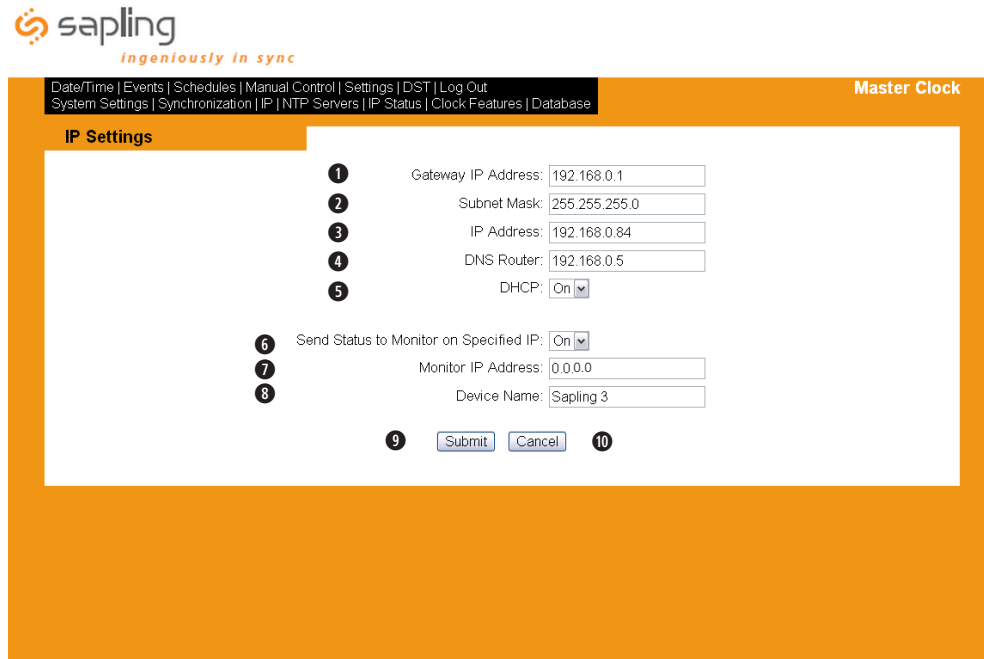 sapling
ingeniously in sync
Date/Time | Events | Schedules | Manual Control | Settings | DST | Log Out
System Settings | Synchronization | IP | NTP Servers | IP Status | Clock Features | Database
Master Clock
IP Settings
1 Gateway IP Address: 192.168.0.1
2 Subnet Mask: 255.255.255.0
3 IP Address: 192.168.0.84
4 DNS Router: 192.168.0.5
5 DHCP: On
6 Send Status to Monitor on Specified IP: On
7 Monitor IP Address: 0.0.0.0
8 Device Name: Sapling 3
9 Submit Cancel 10